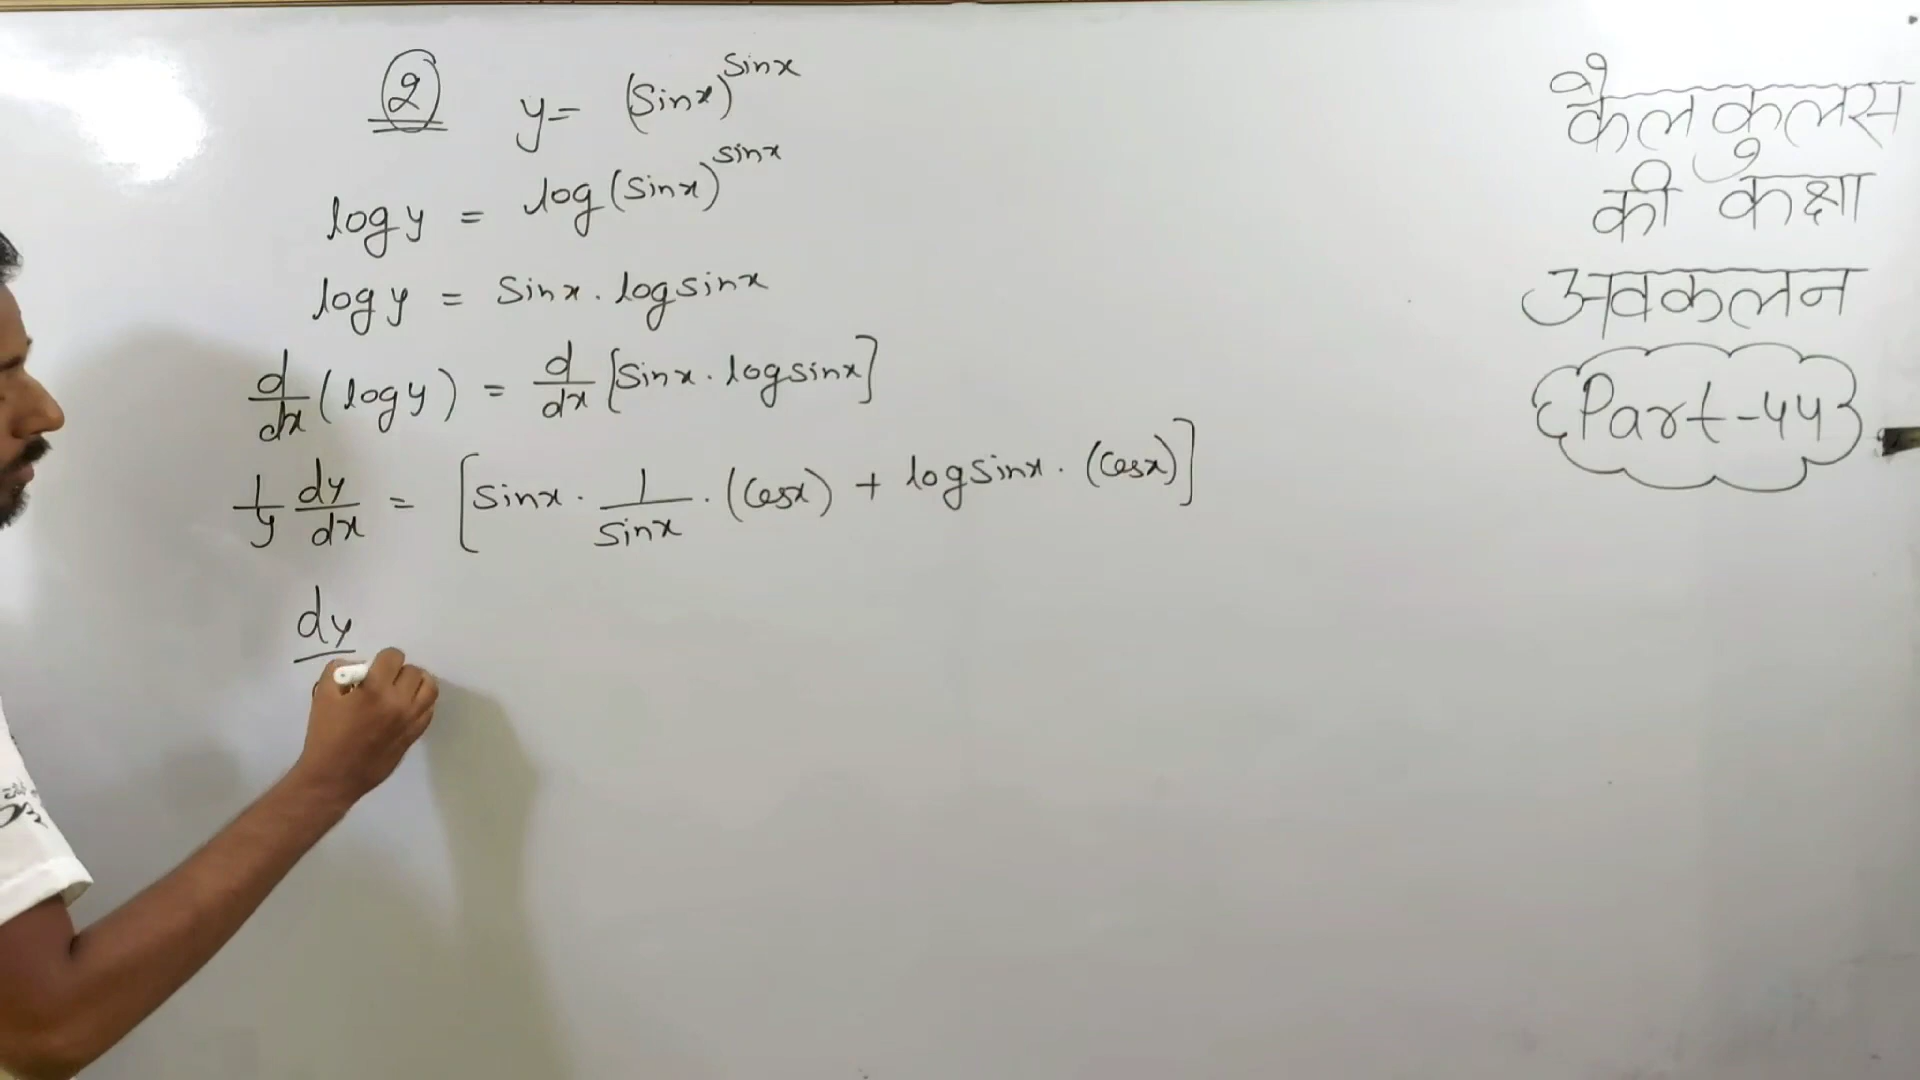 2 y = (sinx)^sinx
log y = log (sinx)^sinx
log y = sinx . log sinx
d/dx (log y) = d/dx [sinx . log sinx]
1/y dy/dx = [sinx . 1/sinx . (cosx) + log sinx . (cosx)]
dy
कैलकुलस
की कक्षा
अवकलन
{Part-44}